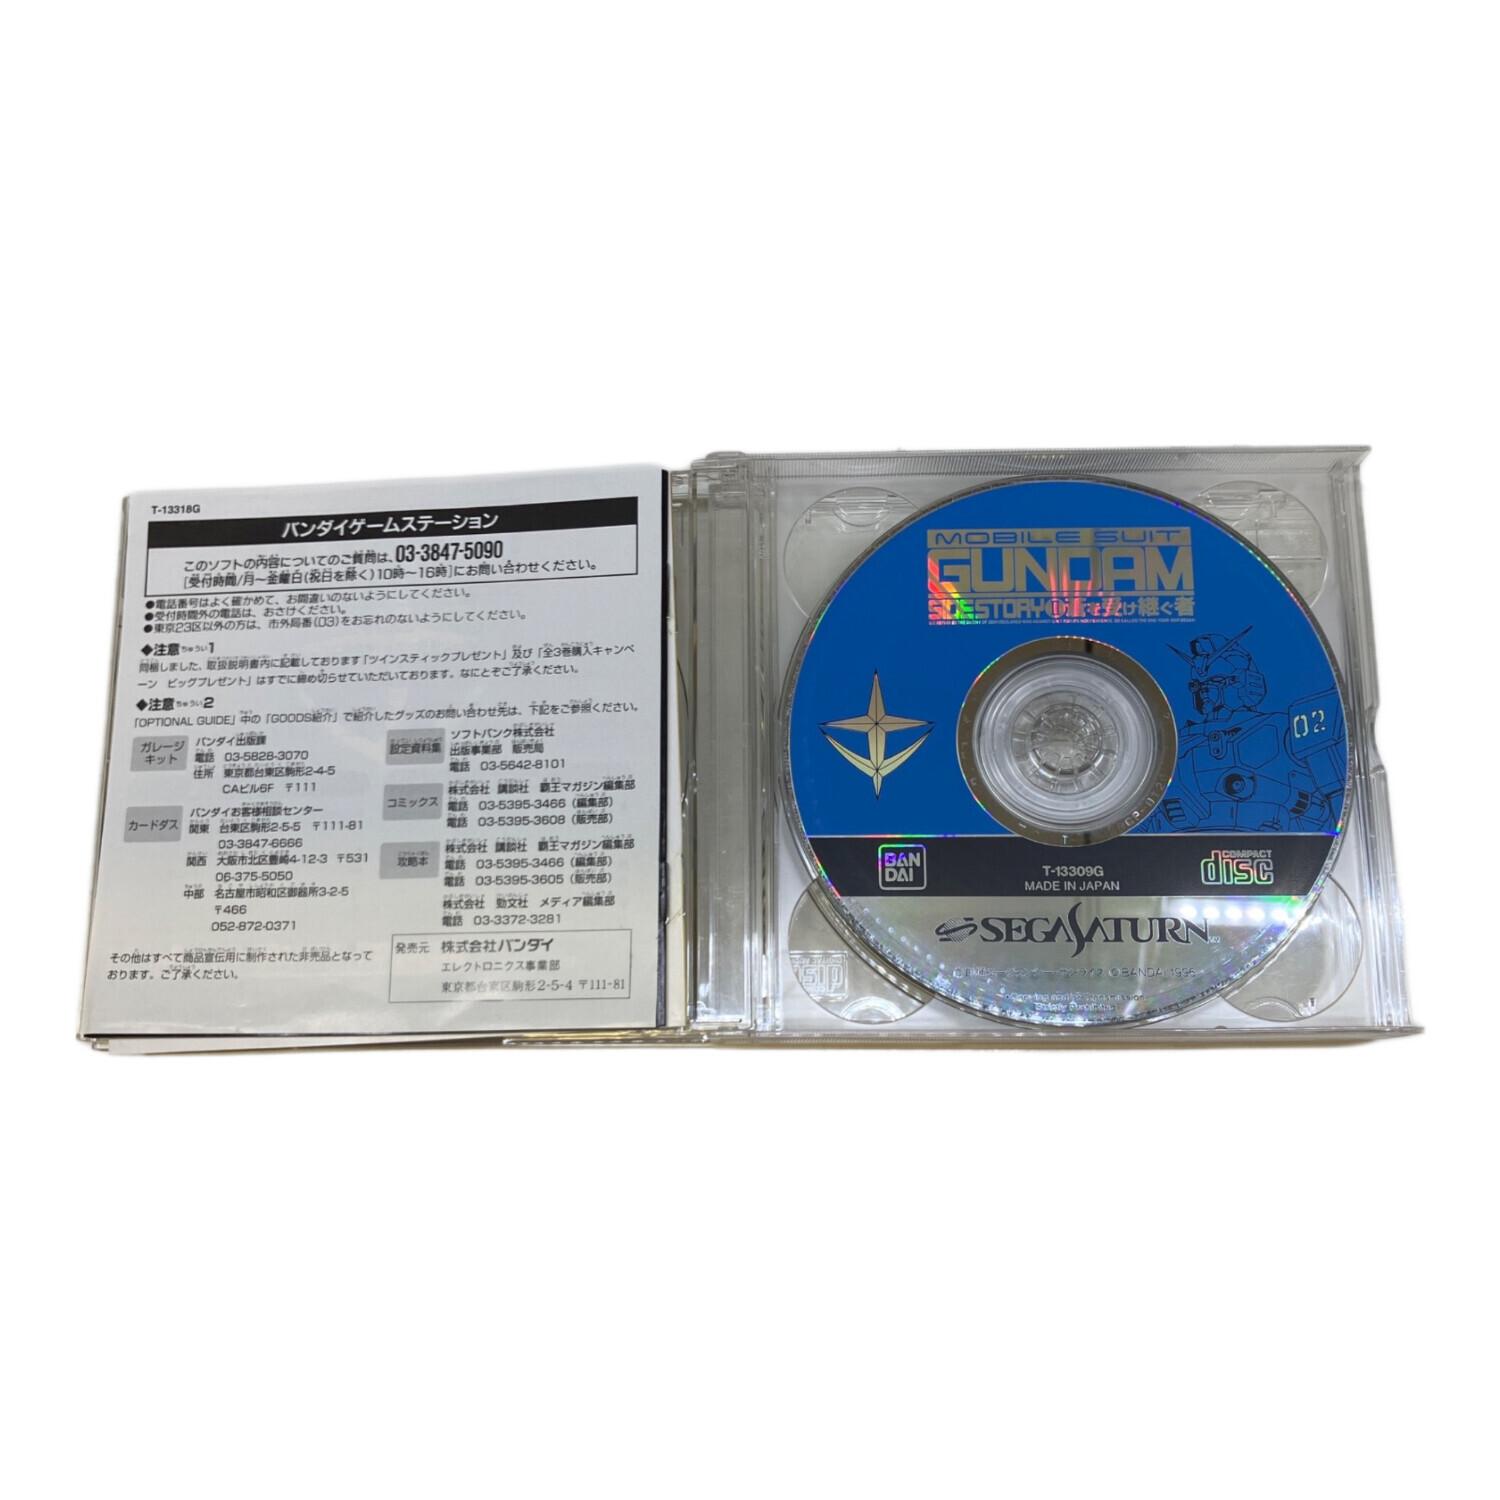 T-13318G
バンダイゲームステーション
このソフトの内容についてのご質問は、03-3847-5090
[受付時間/月〜金曜日(祝日を除く)10時〜16時]にお問い合わせください。
●電話番号はよく確かめて、お間違いのないようにしてください。
●受付時間外の電話は、おさけください。
●東京23区以外の方は、市外局番(03)をお忘れのないようにしてください。
◆注意ちゅうい1
同梱しました、取扱説明書内に記載しております「ツインスティックプレゼント」及び「全3巻購入キャンペ
ーン ビッグプレゼント」はすでに締め切らせていただいております。なにとぞご了承ください。
◆注意ちゅうい2
「OPTIONAL GUIDE」中の「GOODS紹介」で紹介したグッズのお問い合わせ先は、下記をご参照ください。
ガレージ
キット
バンダイ出版課
電話 03-5828-3070
住所 東京都台東区駒形2-4-5
CAビル6F 〒111
カードダス
バンダイお客様相談センター
関東 台東区駒形2-5-5 〒111-81
03-3847-6666
関西 大阪市北区豊崎4-12-3 〒531
06-375-5050
中部 名古屋市昭和区御器所3-2-5
〒466
052-872-0371
その他はすべて商品宣伝用に制作された非売品となって
おります。ご了承ください。
設定資料集
ソフトバンク株式会社
出版事業部 販売局
電話 03-5642-8101
コミックス
株式会社 講談社 覇王マガジン編集部
電話 03-5395-3466(編集部)
電話 03-5395-3608(販売部)
攻略本
株式会社 講談社 覇王マガジン編集部
電話 03-5395-3466(編集部)
電話 03-5395-3605(販売部)
株式会社 勁文社 メディア編集部
電話 03-3372-3281
発売元 株式会社バンダイ
エレクトロニクス事業部
東京都台東区駒形2-5-4 〒111-81
MOBILE SUIT
GUNDAM
SIDE STORY を受け継ぐ者
02
BAN
DAI
T-13309G
MADE IN JAPAN
COMPACT
disc
SEGA SATURN
©BANDAI 1996